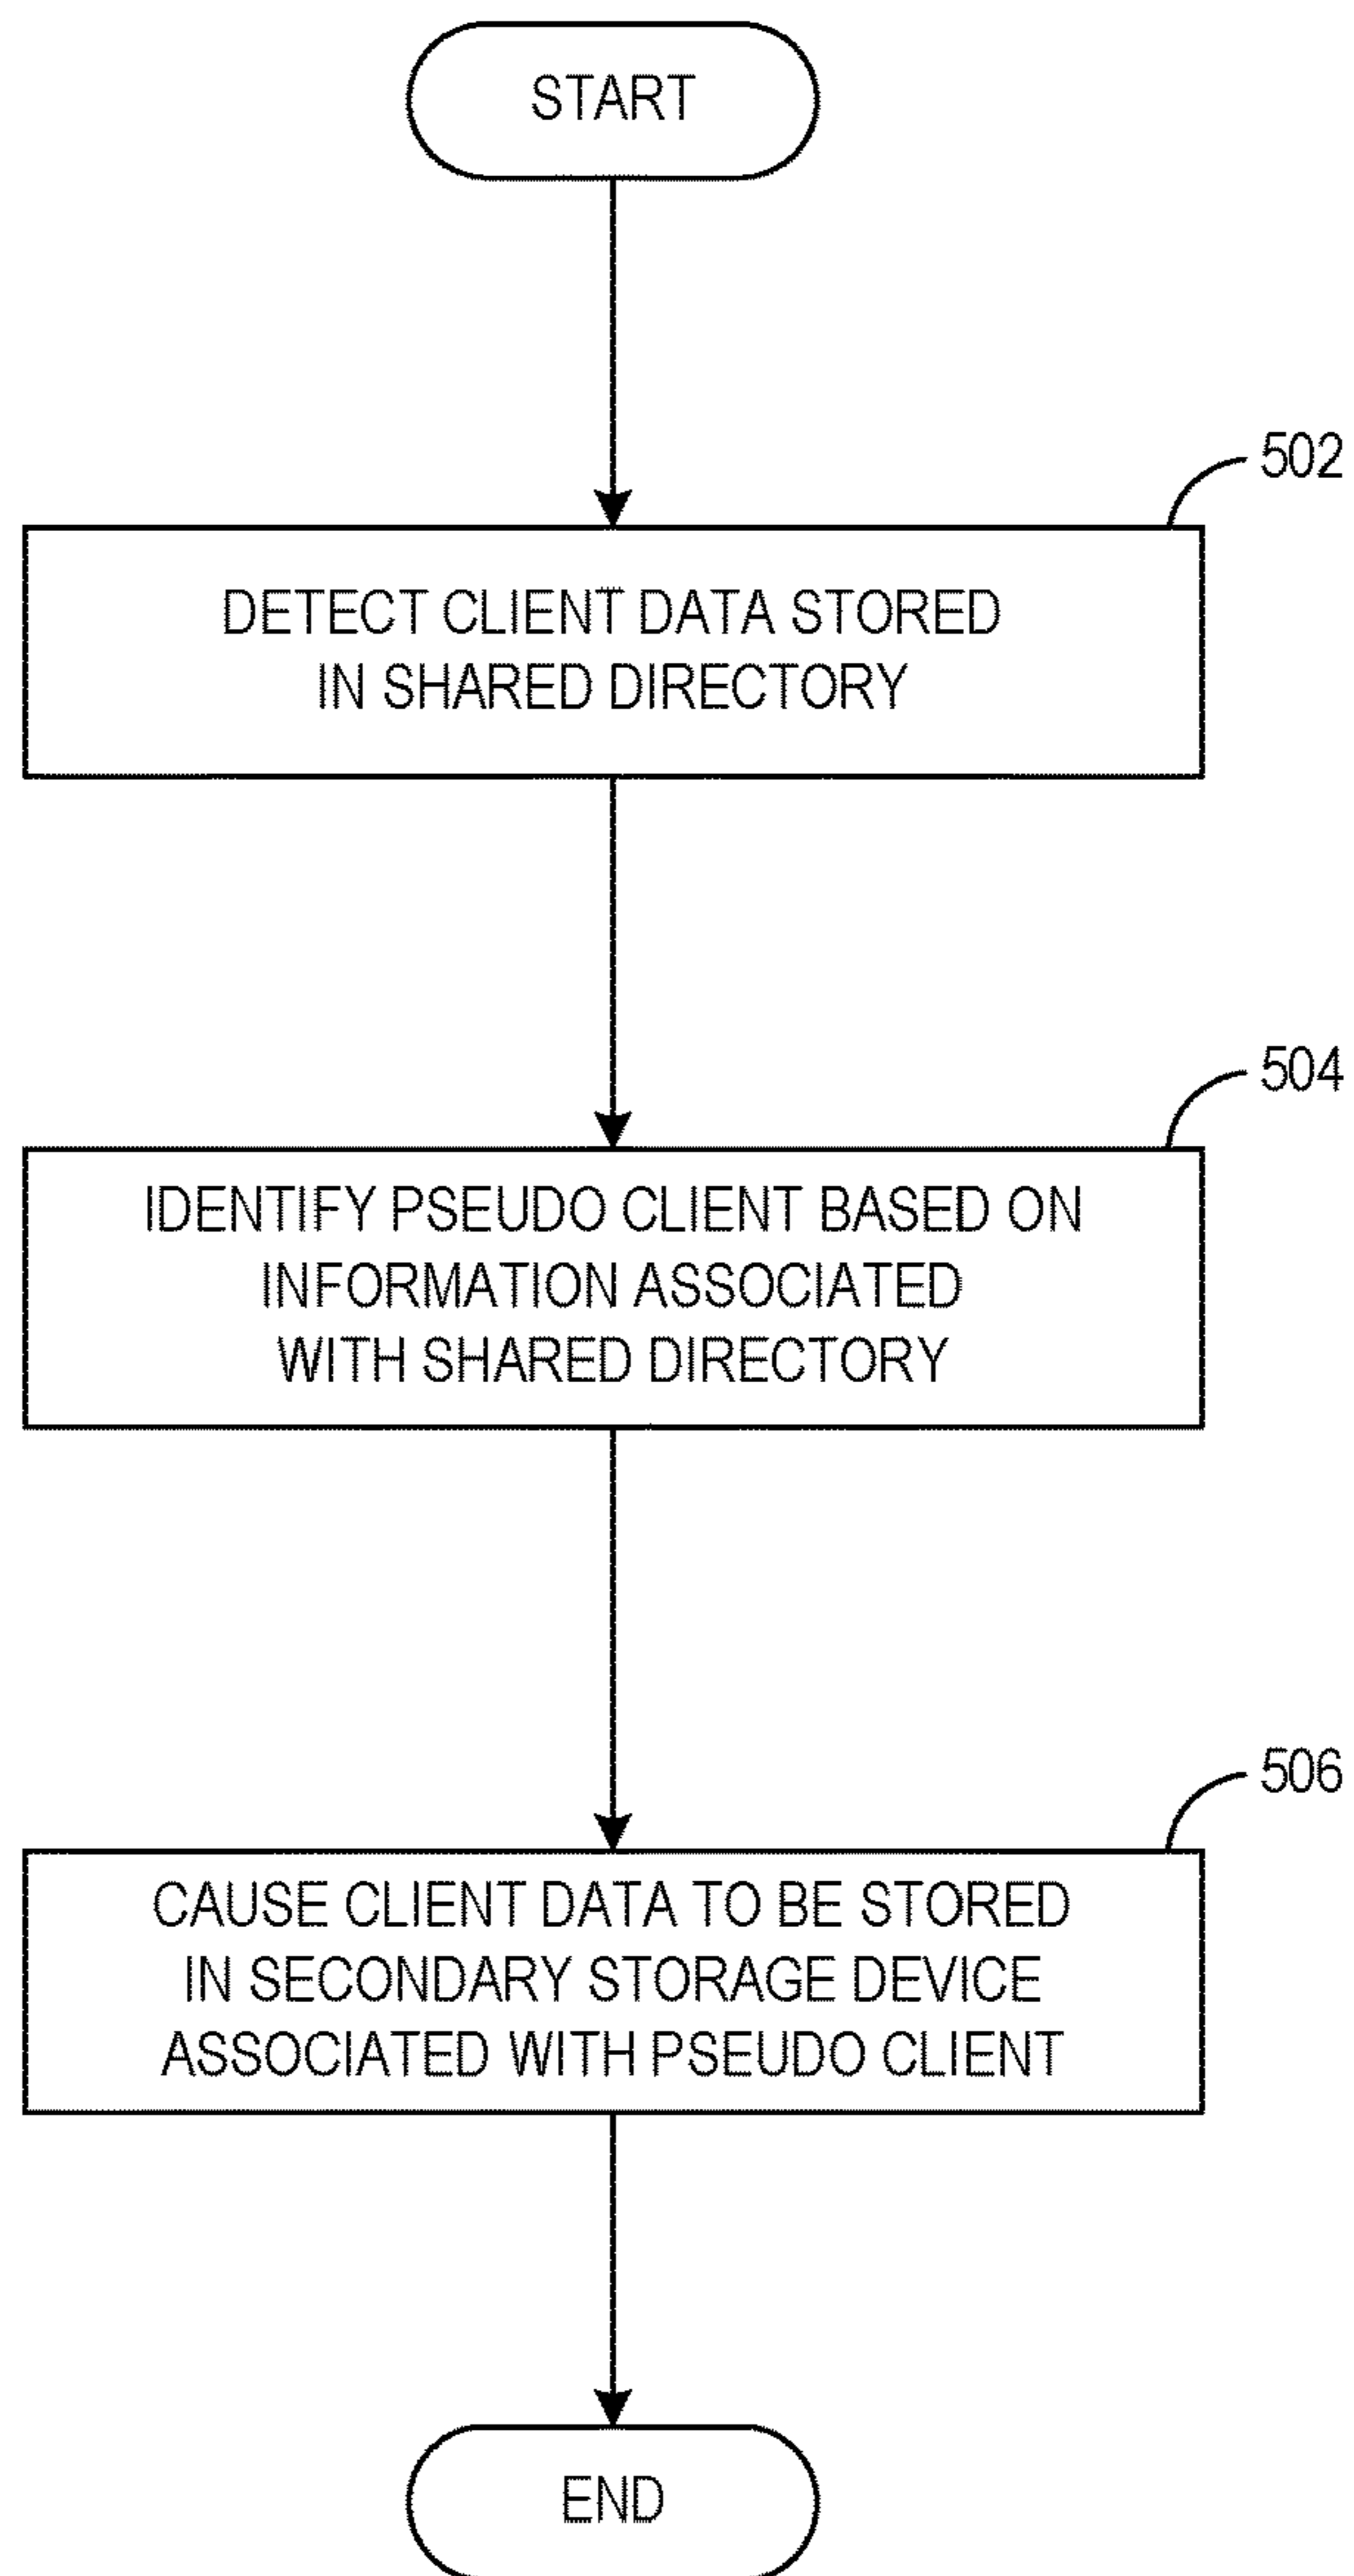 START
502
DETECT CLIENT DATA STORED
IN SHARED DIRECTORY
504
IDENTIFY PSEUDO CLIENT BASED ON
INFORMATION ASSOCIATED
WITH SHARED DIRECTORY
506
CAUSE CLIENT DATA TO BE STORED
IN SECONDARY STORAGE DEVICE
ASSOCIATED WITH PSEUDO CLIENT
END